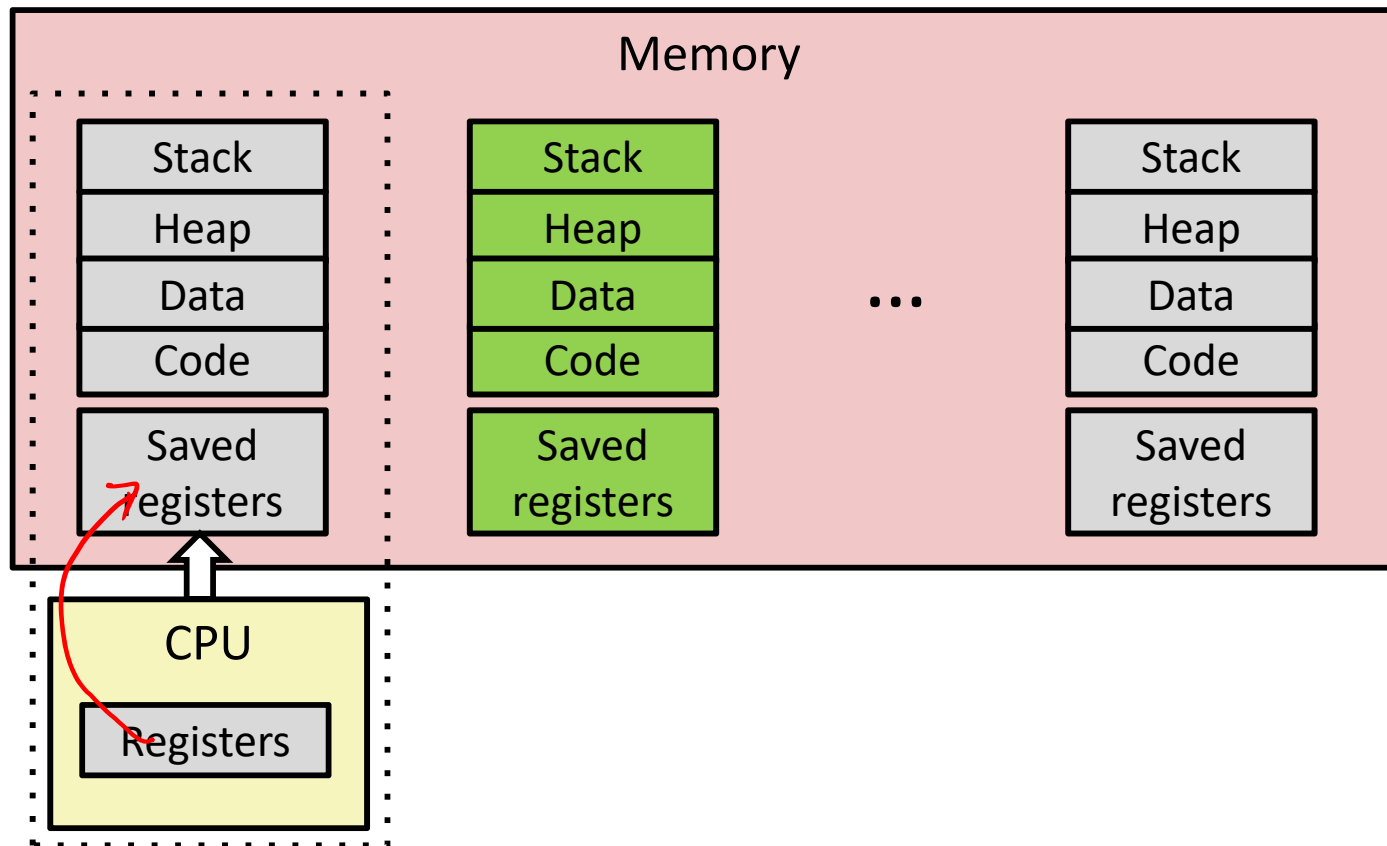 Memory
Stack
Heap
Data
Code
Saved
registers
Stack
Heap
Data
Code
Saved
registers
...
Stack
Heap
Data
Code
Saved
registers
CPU
Registers